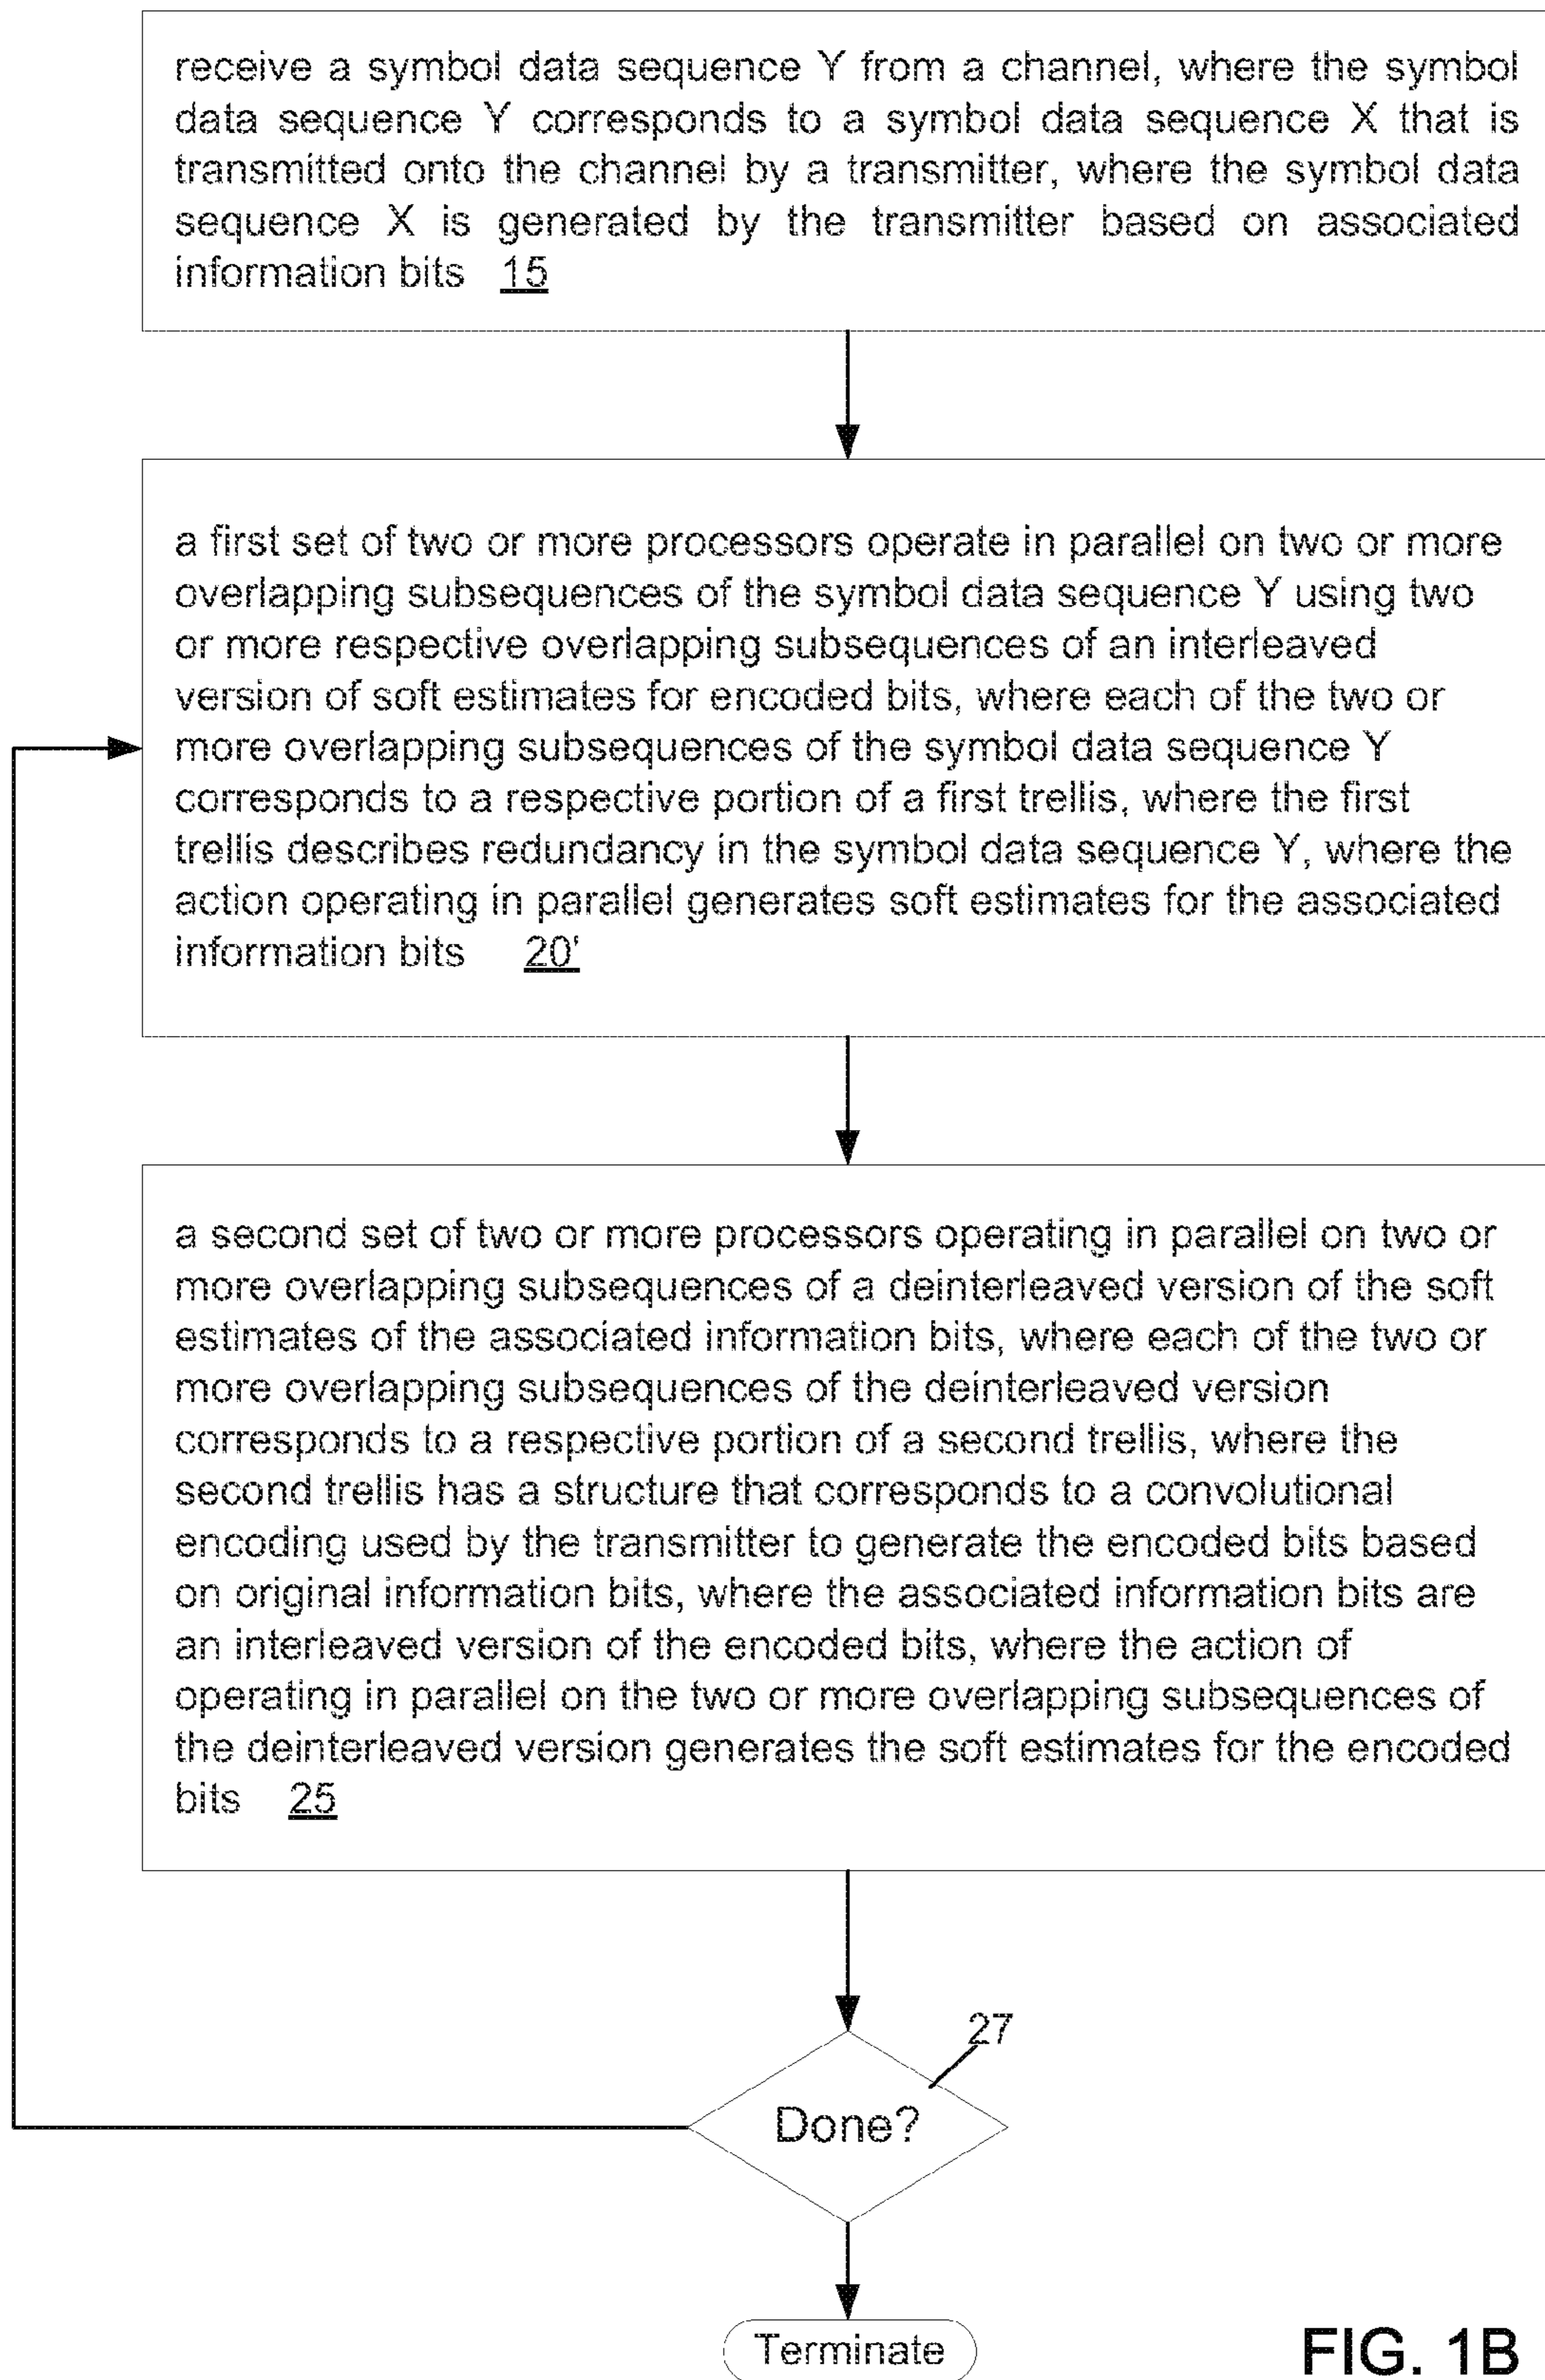 receive a symbol data sequence Y from a channel, where the symbol
data sequence Y corresponds to a symbol data sequence X that is
transmitted onto the channel by a transmitter, where the symbol data
sequence X is generated by the transmitter based on associated
information bits 15
a first set of two or more processors operate in parallel on two or more
overlapping subsequences of the symbol data sequence Y using two
or more respective overlapping subsequences of an interleaved
version of soft estimates for encoded bits, where each of the two or
more overlapping subsequences of the symbol data sequence Y
corresponds to a respective portion of a first trellis, where the first
trellis describes redundancy in the symbol data sequence Y, where the
action operating in parallel generates soft estimates for the associated
information bits 20'
a second set of two or more processors operating in parallel on two or
more overlapping subsequences of a deinterleaved version of the soft
estimates of the associated information bits, where each of the two or
more overlapping subsequences of the deinterleaved version
corresponds to a respective portion of a second trellis, where the
second trellis has a structure that corresponds to a convolutional
encoding used by the transmitter to generate the encoded bits based
on original information bits, where the associated information bits are
an interleaved version of the encoded bits, where the action of
operating in parallel on the two or more overlapping subsequences of
the deinterleaved version generates the soft estimates for the encoded
bits 25
27
Done?
Terminate
FIG. 1B